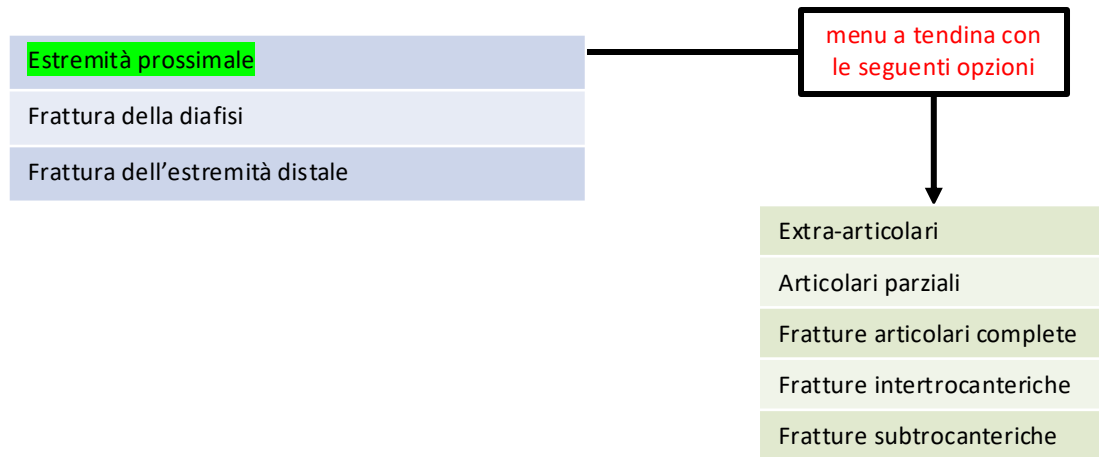 Estremità prossimale
Frattura della diafisi
Frattura dell’estremità distale
menu a tendina con
le seguenti opzioni
Extra-articolari
Articolari parziali
Fratture articolari complete
Fratture intertrocanteriche
Fratture subtrocanteriche